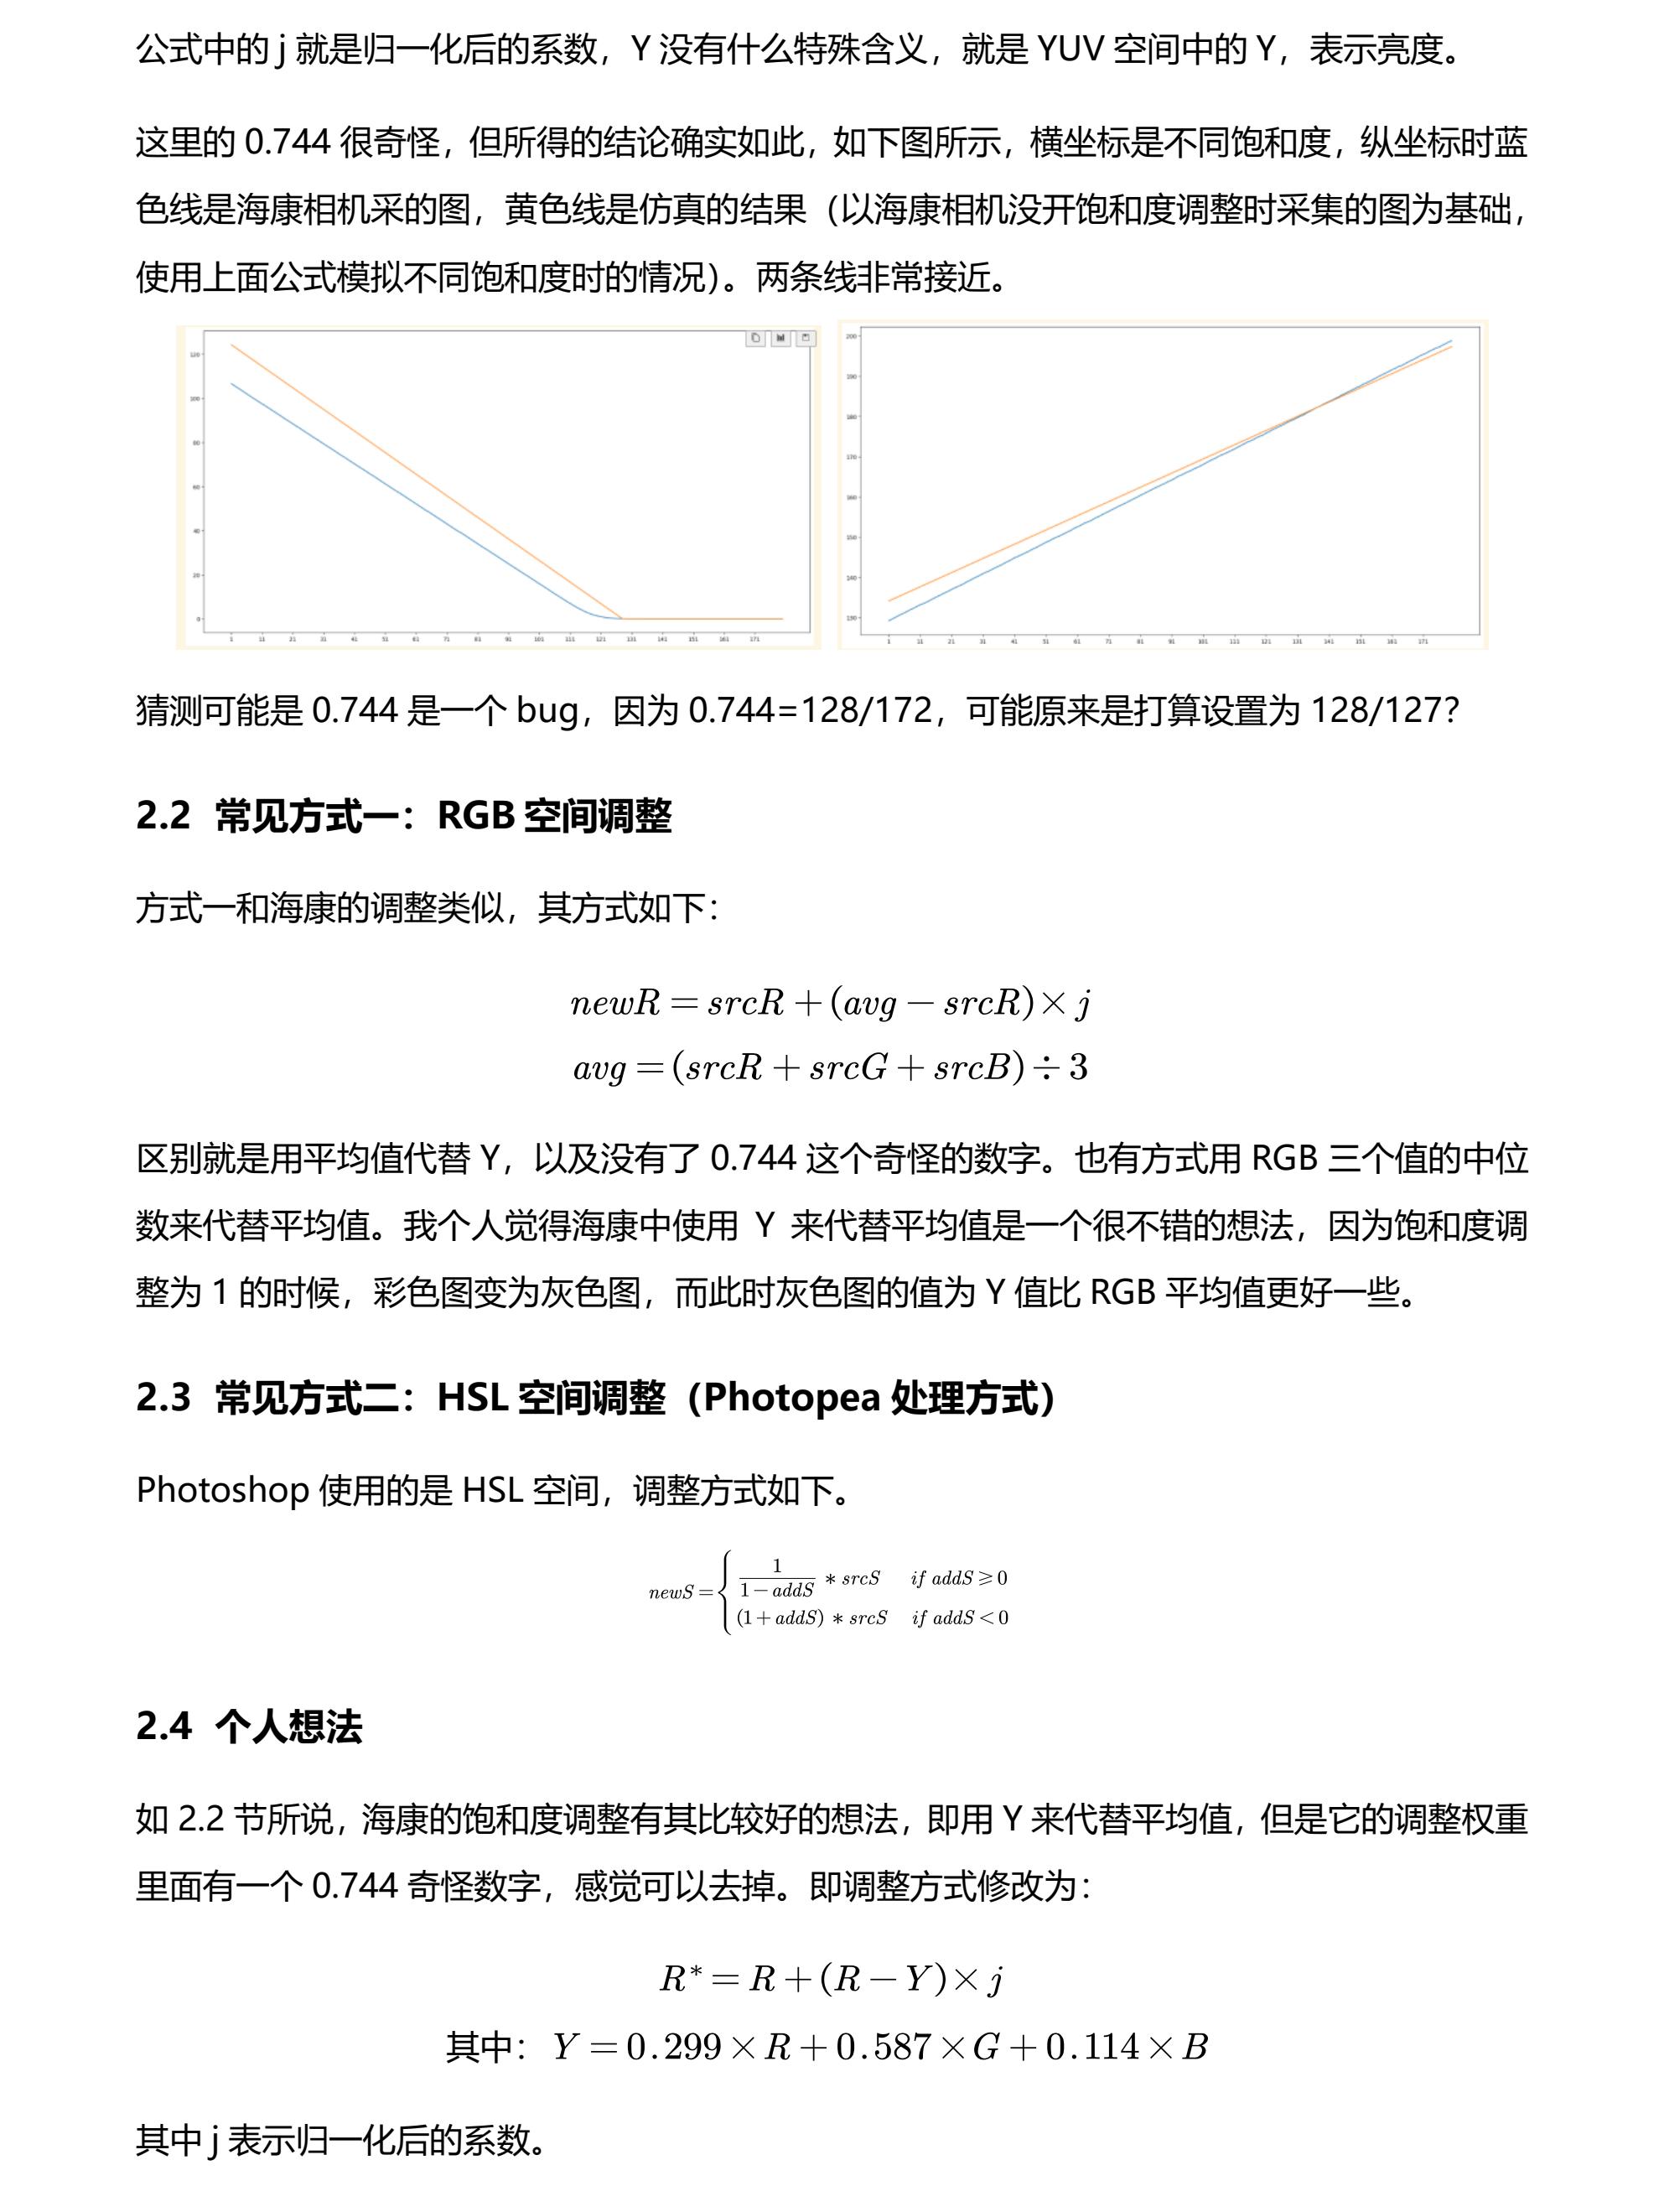 公式中的 j 就是归一化后的系数，Y 没有什么特殊含义，就是 YUV 空间中的 Y，表示亮度。
这里的 0.744 很奇怪，但所得的结论确实如此，如下图所示，横坐标是不同饱和度，纵坐标时蓝
色线是海康相机采的图，黄色线是仿真的结果（以海康相机没开饱和度调整时采集的图为基础，
使用上面公式模拟不同饱和度时的情况）。两条线非常接近。
120
100
80
60
40
20
0
1 11 21 31 41 51 61 71 81 91 101 111 121 131 141 151 161 171
200
190
180
170
160
150
140
130
1 11 21 31 41 51 61 71 81 91 101 111 121 131 141 151 161 171
猜测可能是 0.744 是一个 bug，因为 0.744=128/172，可能原来是打算设置为 128/127？
2.2 常见方式一：RGB 空间调整
方式一和海康的调整类似，其方式如下：
newR = srcR + (avg − srcR) × j
avg = (srcR + srcG + srcB) ÷ 3
区别就是用平均值代替 Y，以及没有了 0.744 这个奇怪的数字。也有方式用 RGB 三个值的中位
数来代替平均值。我个人觉得海康中使用 Y 来代替平均值是一个很不错的想法，因为饱和度调
整为 1 的时候，彩色图变为灰色图，而此时灰色图的值为 Y 值比 RGB 平均值更好一些。
2.3 常见方式二：HSL 空间调整（Photopea 处理方式）
Photoshop 使用的是 HSL 空间，调整方式如下。
newS = { 1/(1 − addS) * srcS if addS ⩾ 0
(1 + addS) * srcS if addS < 0
2.4 个人想法
如 2.2 节所说，海康的饱和度调整有其比较好的想法，即用 Y 来代替平均值，但是它的调整权重
里面有一个 0.744 奇怪数字，感觉可以去掉。即调整方式修改为：
R* = R + (R − Y) × j
其中： Y = 0.299 × R + 0.587 × G + 0.114 × B
其中 j 表示归一化后的系数。